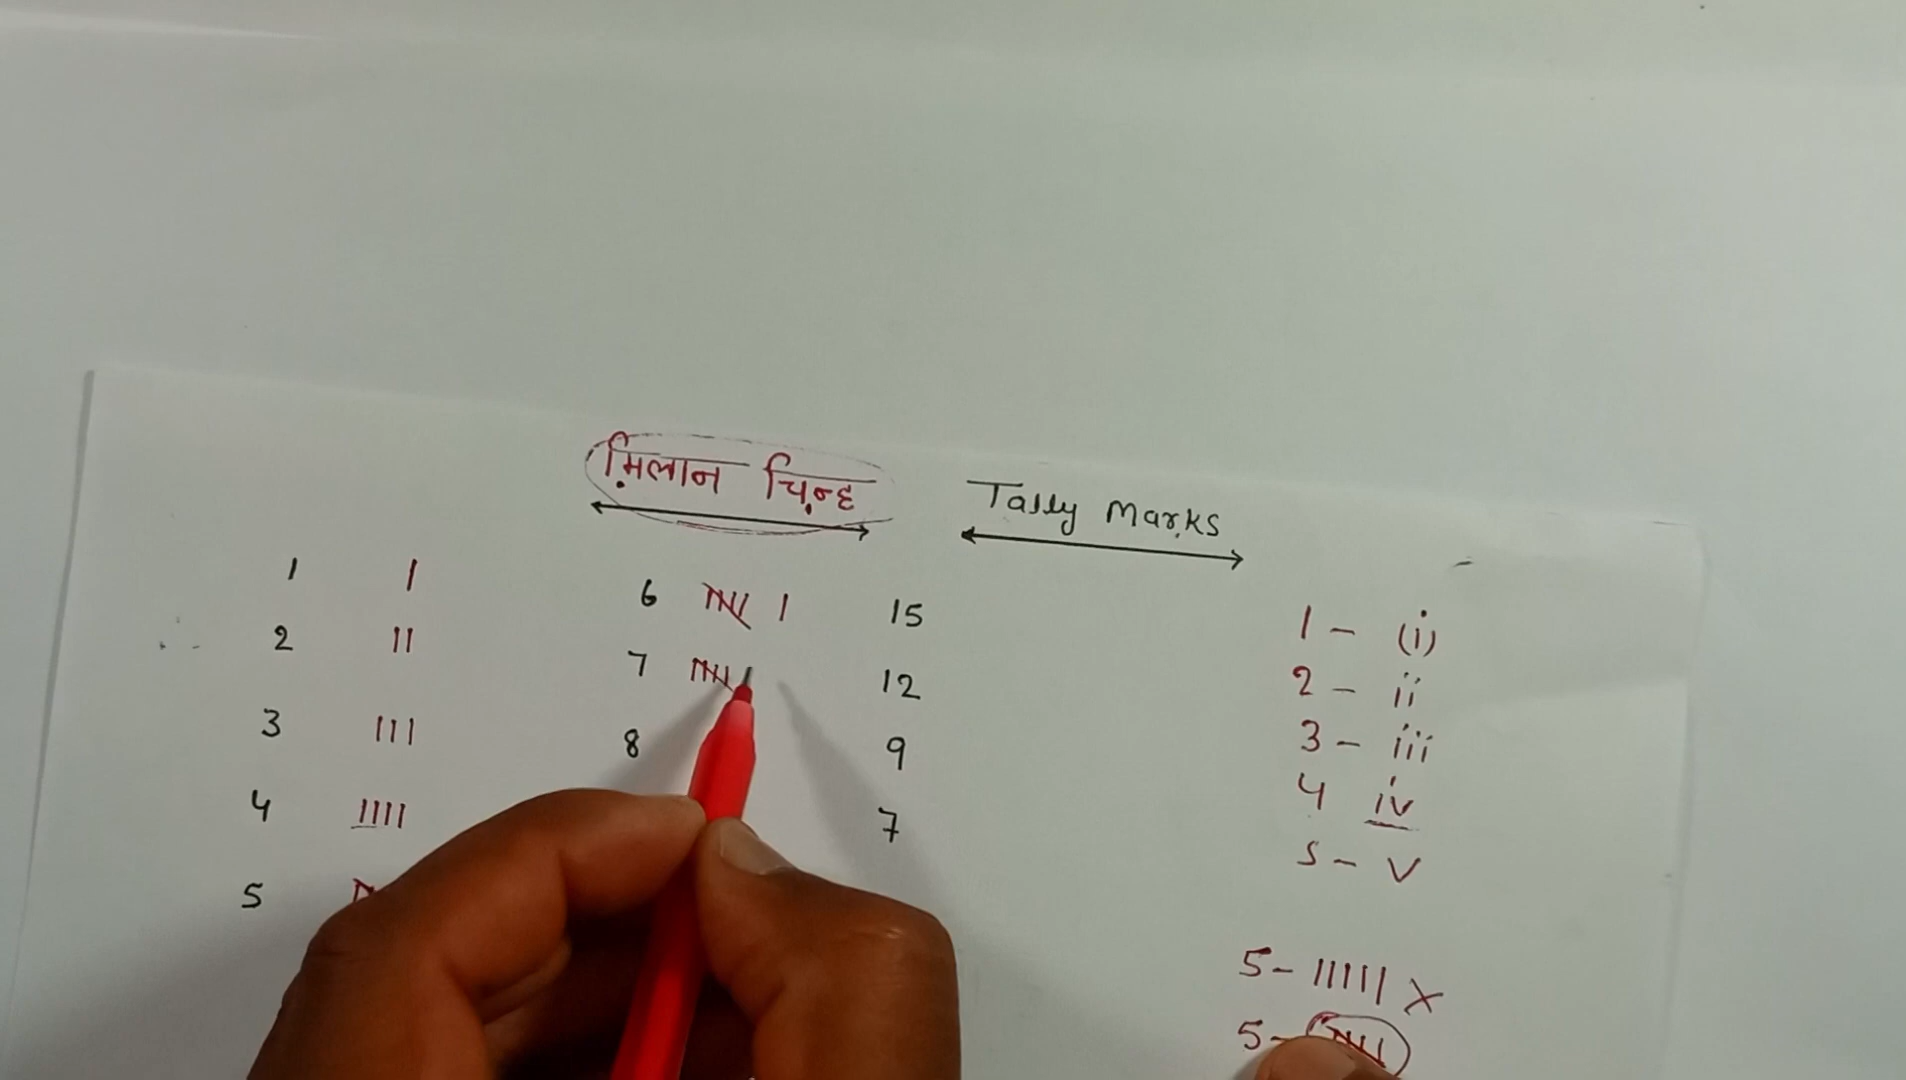 मिलान चिन्ह Tally Marks
1 |
2 ||
3 |||
4 ||||
5
6 𝍸 |
7 𝍸
8
15
12
9
7
1 - (i)
2 - ii
3 - iii
4 iv
5 - v
5 - ||||| X
5 - 𝍸